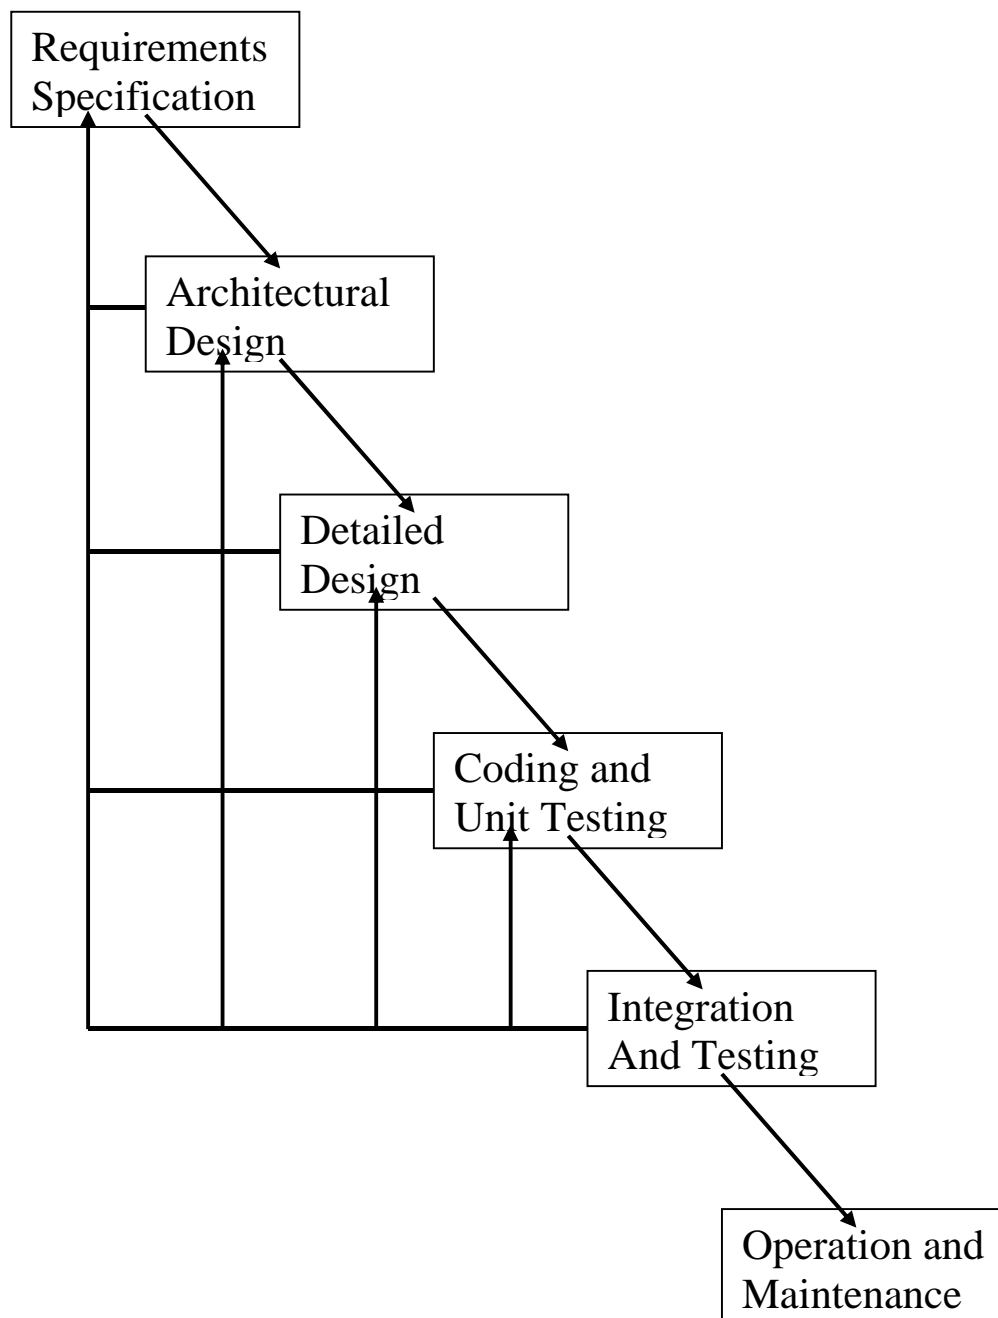 Requirements
Specification
Architectural
Design
Detailed
Design
Coding and
Unit Testing
Integration
And Testing
Operation and
Maintenance